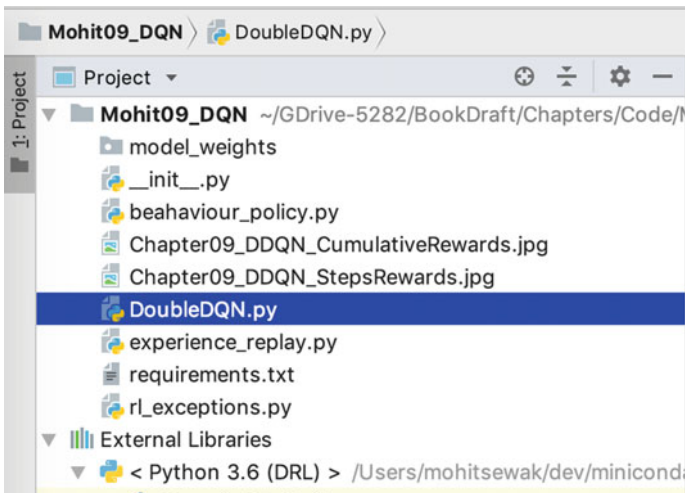 Mohit09_DQN DoubleDQN.py
1: Project
Project
Mohit09_DQN ~/GDrive-5282/BookDraft/Chapters/Code/
model_weights
__init__.py
beahaviour_policy.py
Chapter09_DDQN_CumulativeRewards.jpg
Chapter09_DDQN_StepsRewards.jpg
DoubleDQN.py
experience_replay.py
requirements.txt
rl_exceptions.py
External Libraries
< Python 3.6 (DRL) > /Users/mohitsewak/dev/minicond